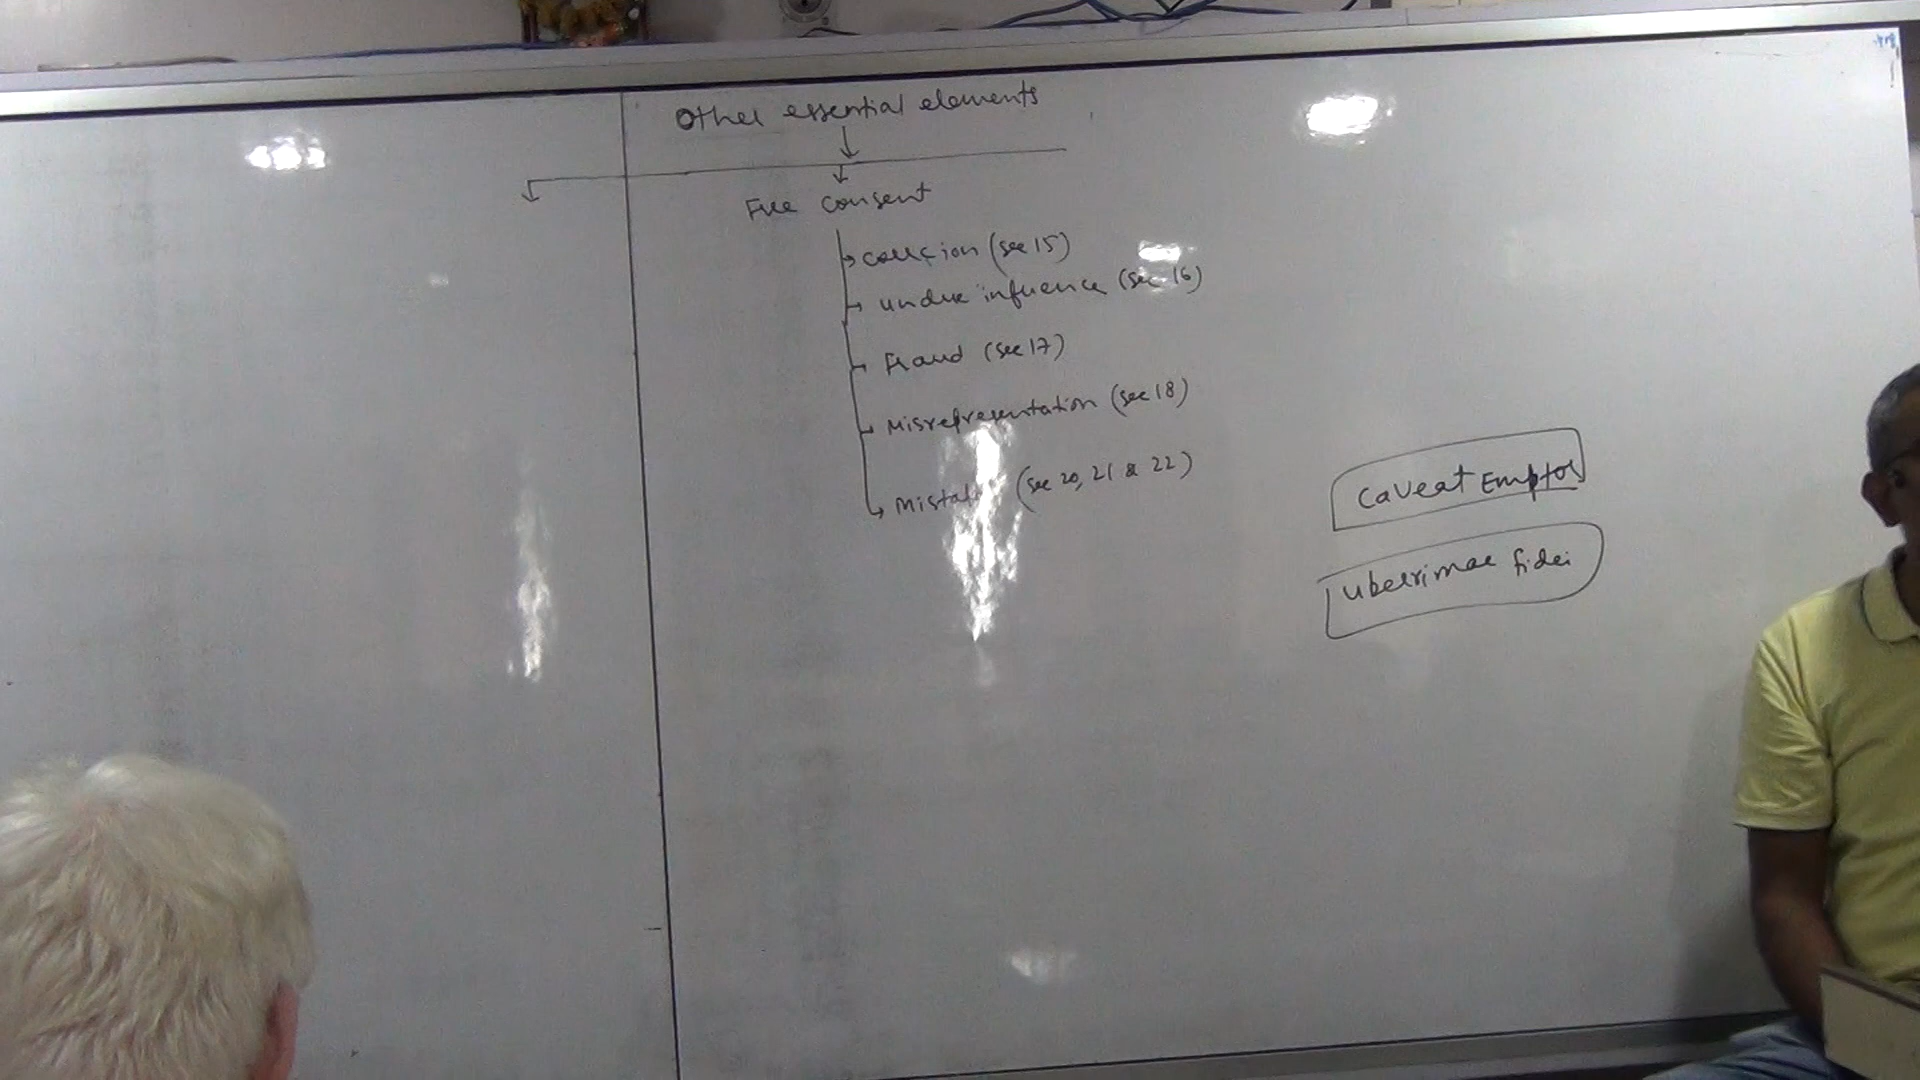 Other essential elements
Free consent
coercion (sec 15)
undue influence (sec 16)
Fraud (sec 17)
Misrepresentation (sec 18)
(sec 20, 21 & 22)
Caveat Emptor
uberrimae fidei